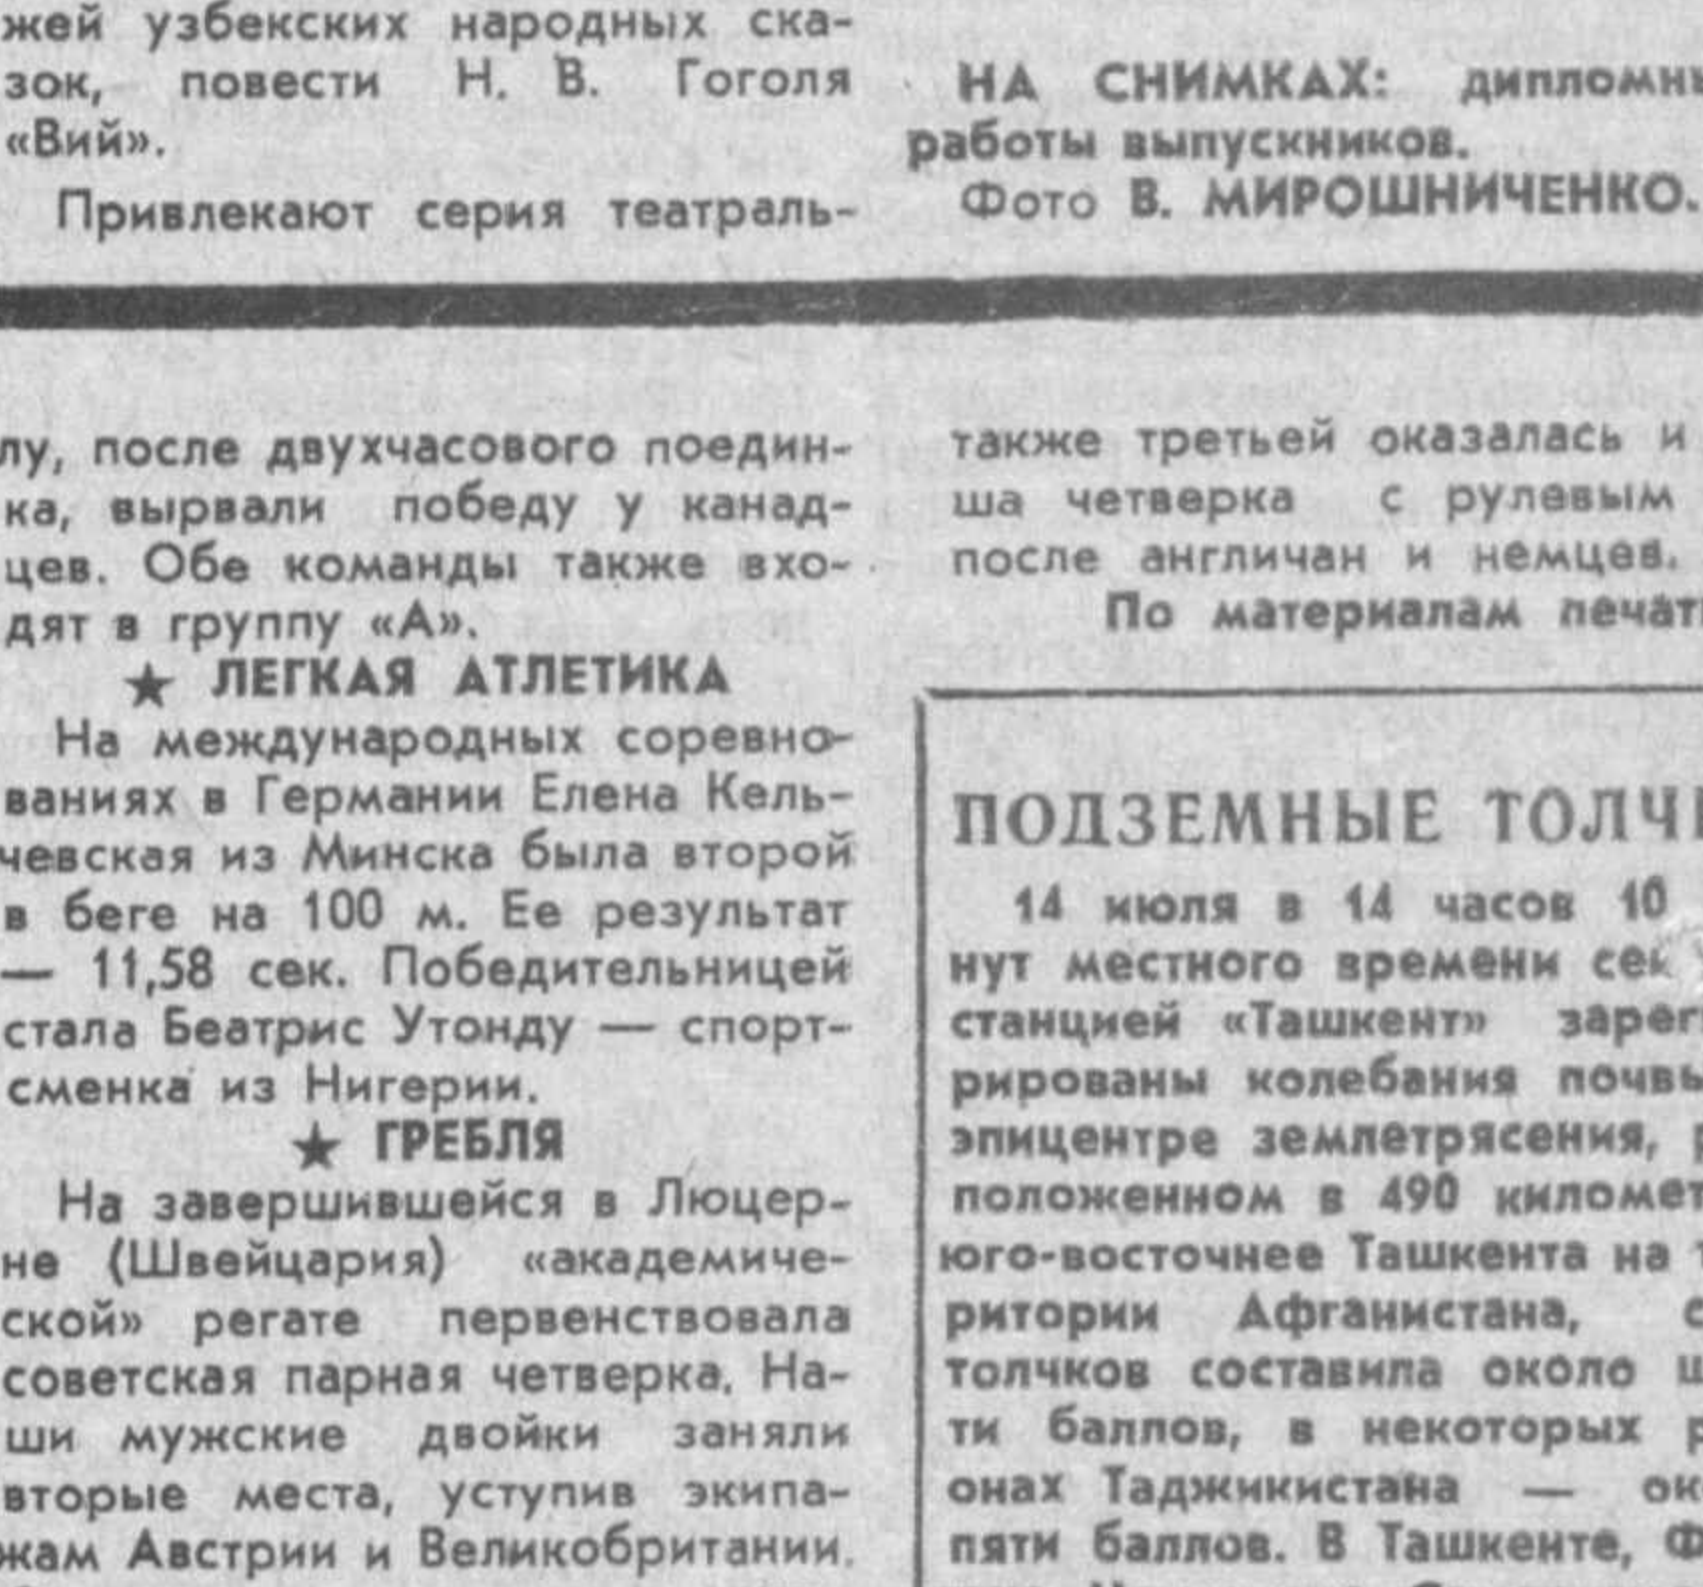 жей узбекских народных ска-
зок, повести Н. В. Гоголя
«Вий».
Привлекают серия театраль-
НА СНИМКАХ: дипломн
работы выпускников.
Фото В. МИРОШНИЧЕНКО.
лу, после двухчасового поедин-
ка, вырвали победу у канад-
цев. Обе команды также вхо-
дят в группу «А».
★ ЛЕГКАЯ АТЛЕТИКА
На международных соревно-
ваниях в Германии Елена Кель-
чевская из Минска была второй
в беге на 100 м. Ее результат
— 11,58 сек. Победительницей
стала Беатрис Утонду — спорт-
сменка из Нигерии.
★ ГРЕБЛЯ
На завершившейся в Люцер-
не (Швейцария) «академиче-
ской» регате первенствовала
советская парная четверка. На-
ши мужские двойки заняли
вторые места, уступив экипа-
жам Австрии и Великобритании.
также третьей оказалась и
ша четверка с рулевым
после англичан и немцев.
По материалам печат
ПОДЗЕМНЫЕ ТОЛЧ
14 июля в 14 часов 10
нут местного времени сей
станцией «Ташкент» зарег
рированы колебания почвы
эпицентре землетрясения, р
положенном в 490 километ
юго-восточнее Ташкента на т
ритории Афганистана, с
толчков составила около ш
ти баллов, в некоторых р
онах Таджикистана — ок
пяти баллов. В Ташкенте, Ф